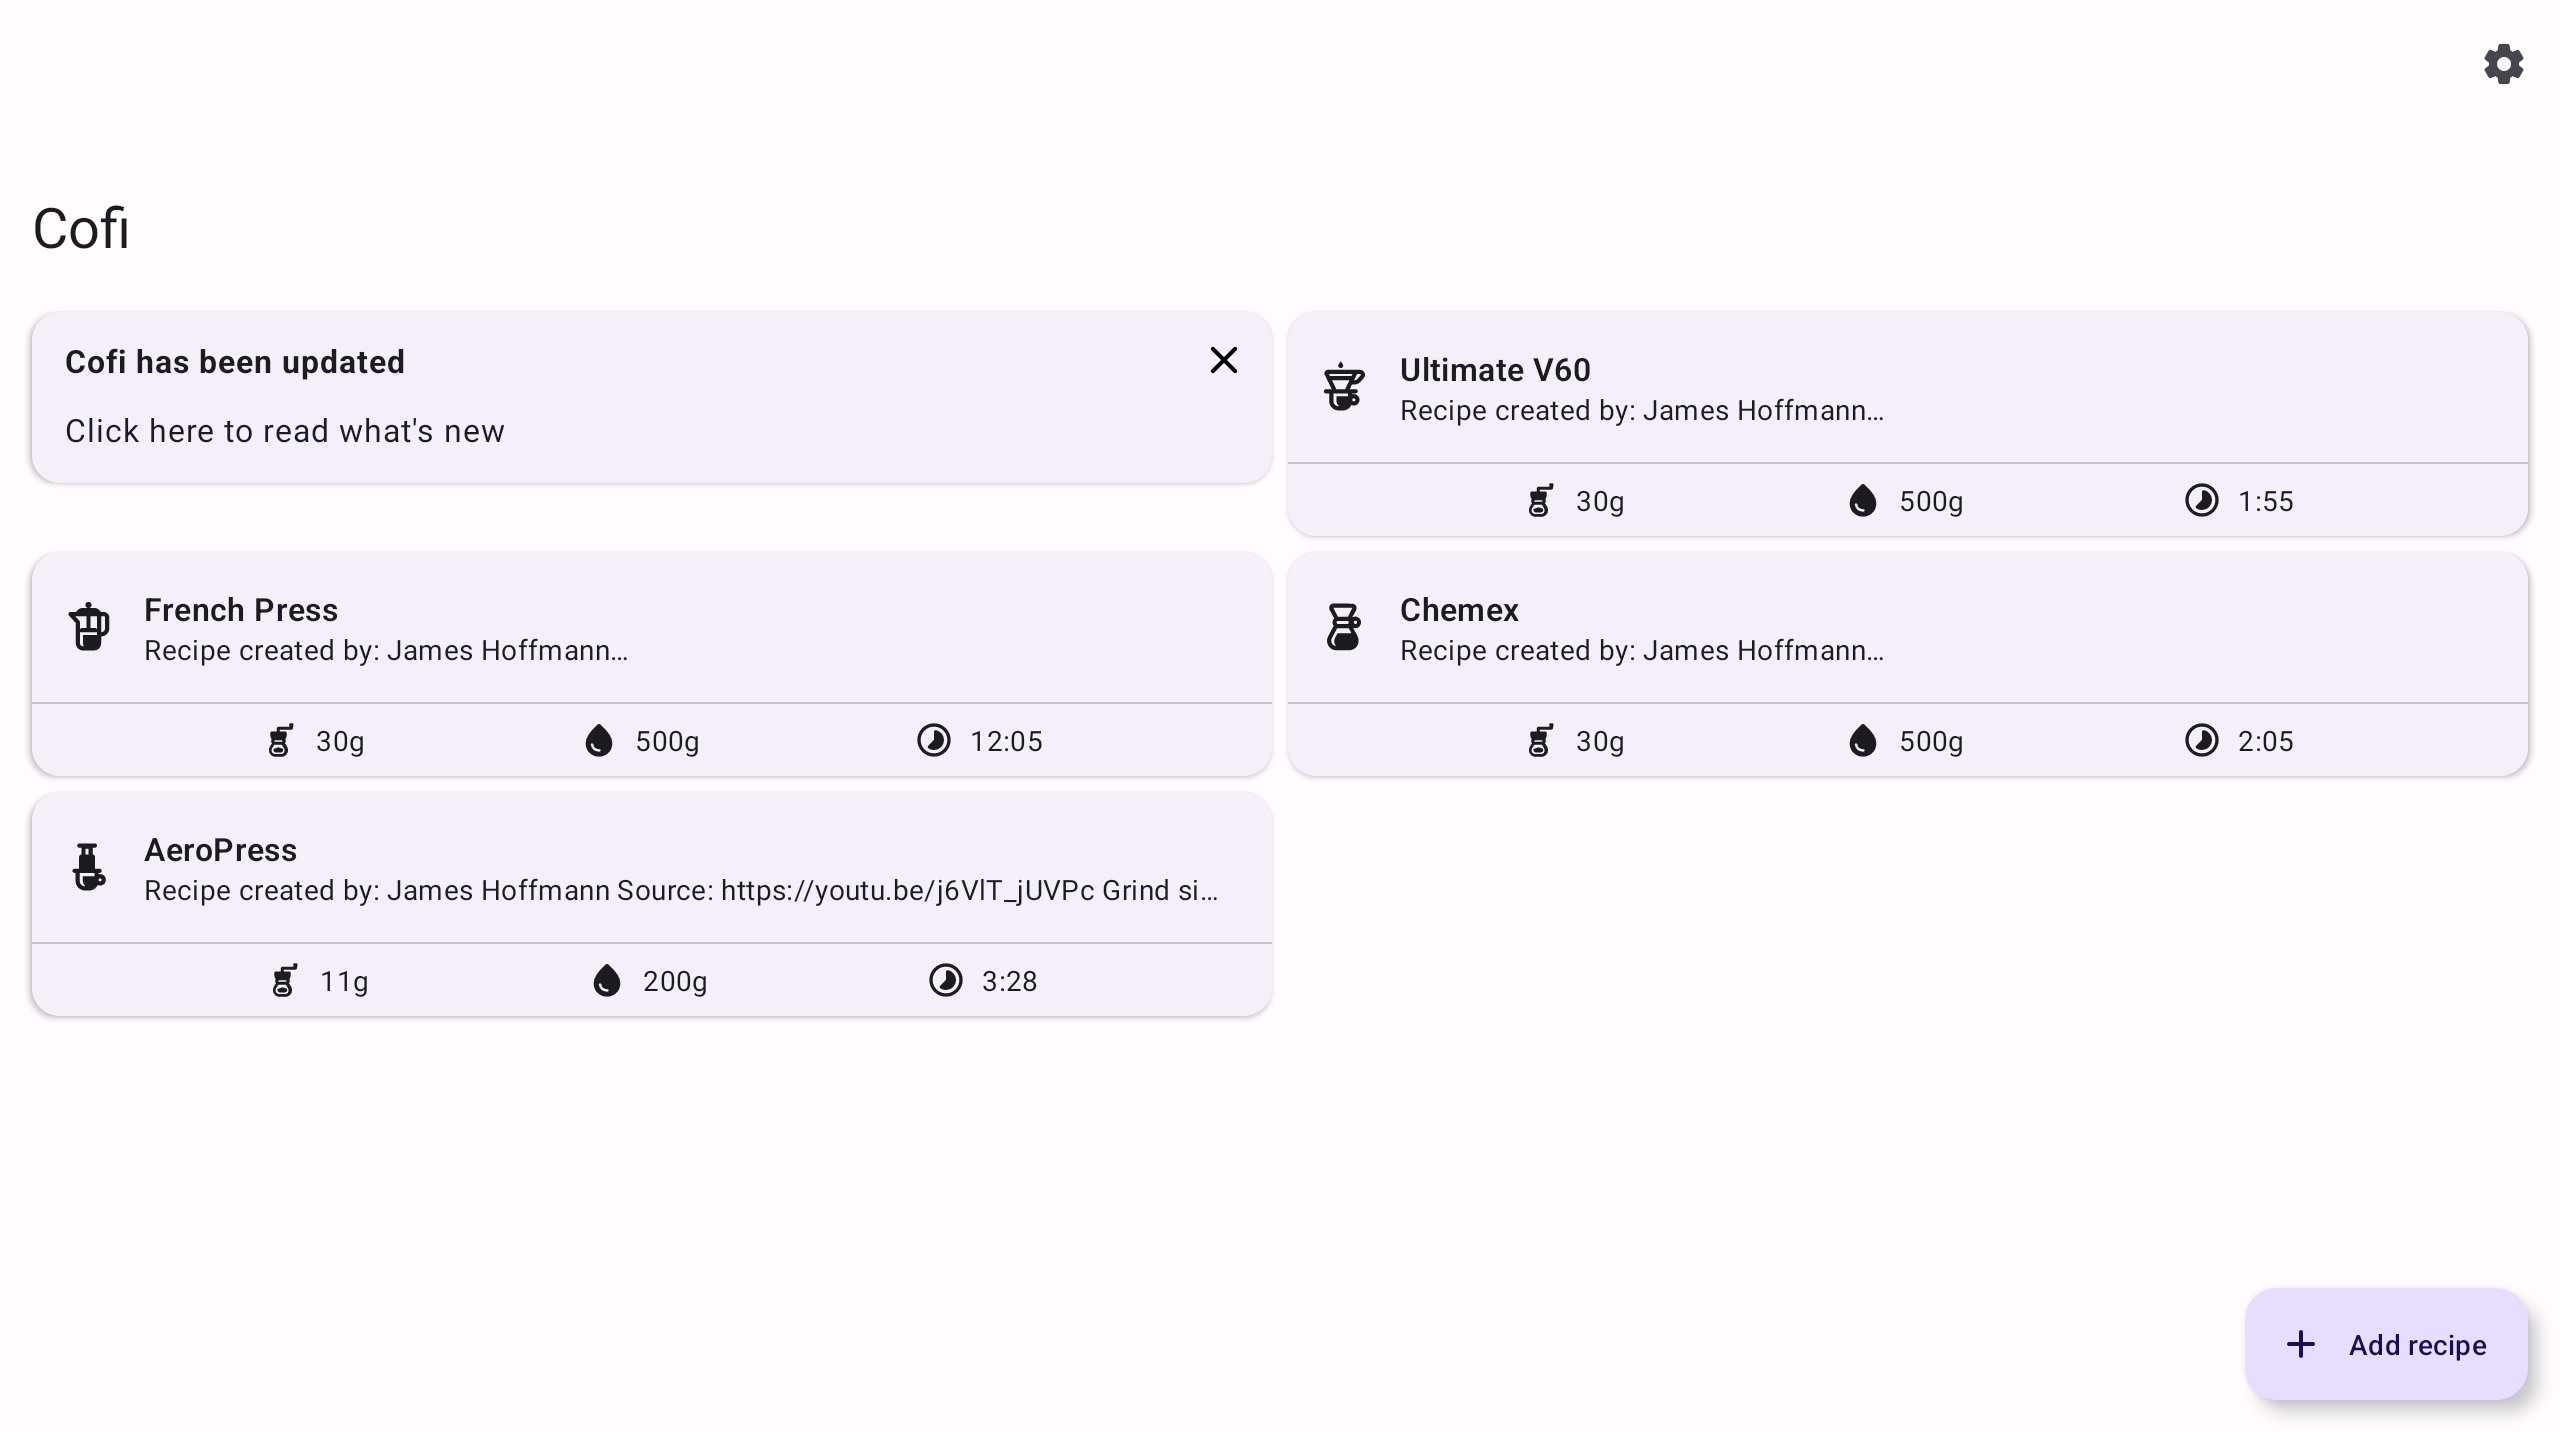 Cofi
Cofi has been updated
Click here to read what's new
Ultimate V60
Recipe created by: James Hoffmann…
30g
500g
1:55
French Press
Recipe created by: James Hoffmann…
30g
500g
12:05
Chemex
Recipe created by: James Hoffmann…
30g
500g
2:05
AeroPress
Recipe created by: James Hoffmann Source: https://youtu.be/j6VlT_jUVPc Grind si…
11g
200g
3:28
Add recipe